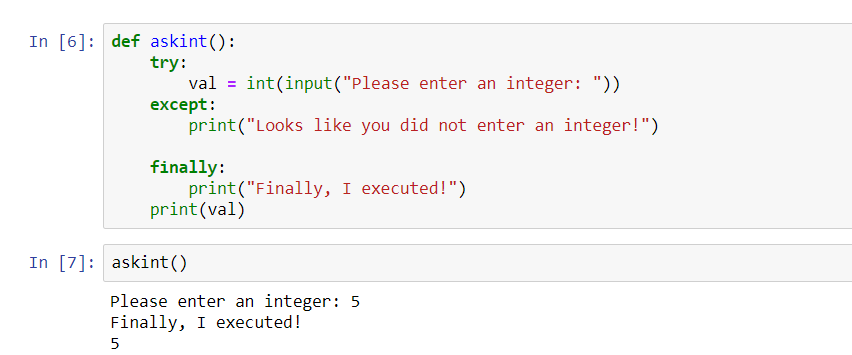 In [6]: def askint():
    try:
        val = int(input("Please enter an integer: "))
    except:
        print("Looks like you did not enter an integer!")
    finally:
        print("Finally, I executed!")
    print(val)
In [7]: askint()
Please enter an integer: 5
Finally, I executed!
5